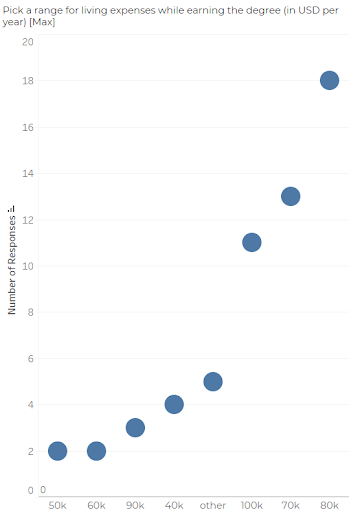 Pick a range for living expenses while earning the degree (in USD per
year) [Max]
20
18
16
14
12
10
8
6
4
2
0 0
Number of Responses
50k 60k 90k 40k other 100k 70k 80k